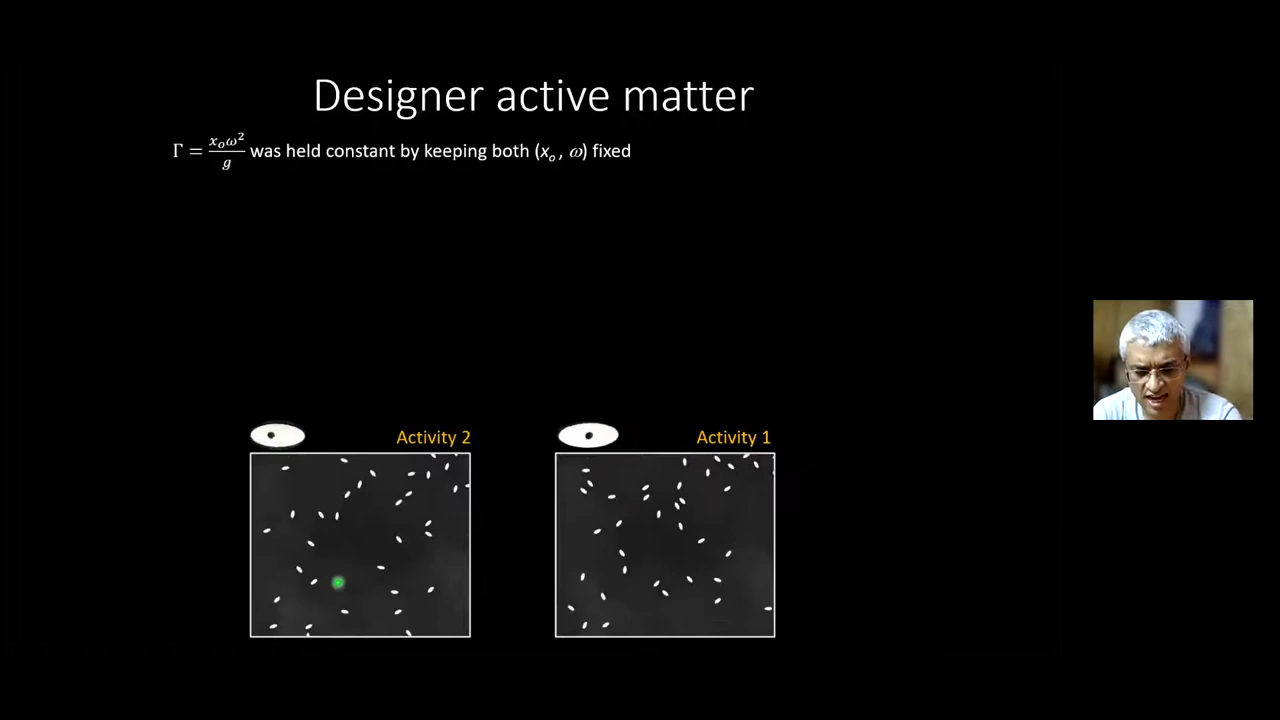 Designer active matter
Γ = x₀ω²/g was held constant by keeping both (x₀ , ω) fixed
Activity 2
Activity 1